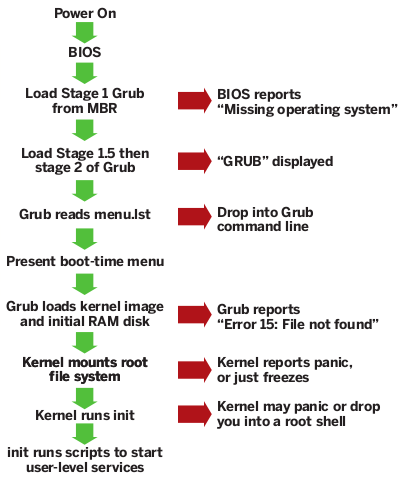 Power On
BIOS
Load Stage 1 Grub
from MBR
BIOS reports
“Missing operating system”
Load Stage 1.5 then
stage 2 of Grub
“GRUB” displayed
Grub reads menu.lst
Drop into Grub
command line
Present boot-time menu
Grub loads kernel image
and initial RAM disk
Grub reports
“Error 15: File not found”
Kernel mounts root
file system
Kernel reports panic,
or just freezes
Kernel runs init
Kernel may panic or drop
you into a root shell
init runs scripts to start
user-level services